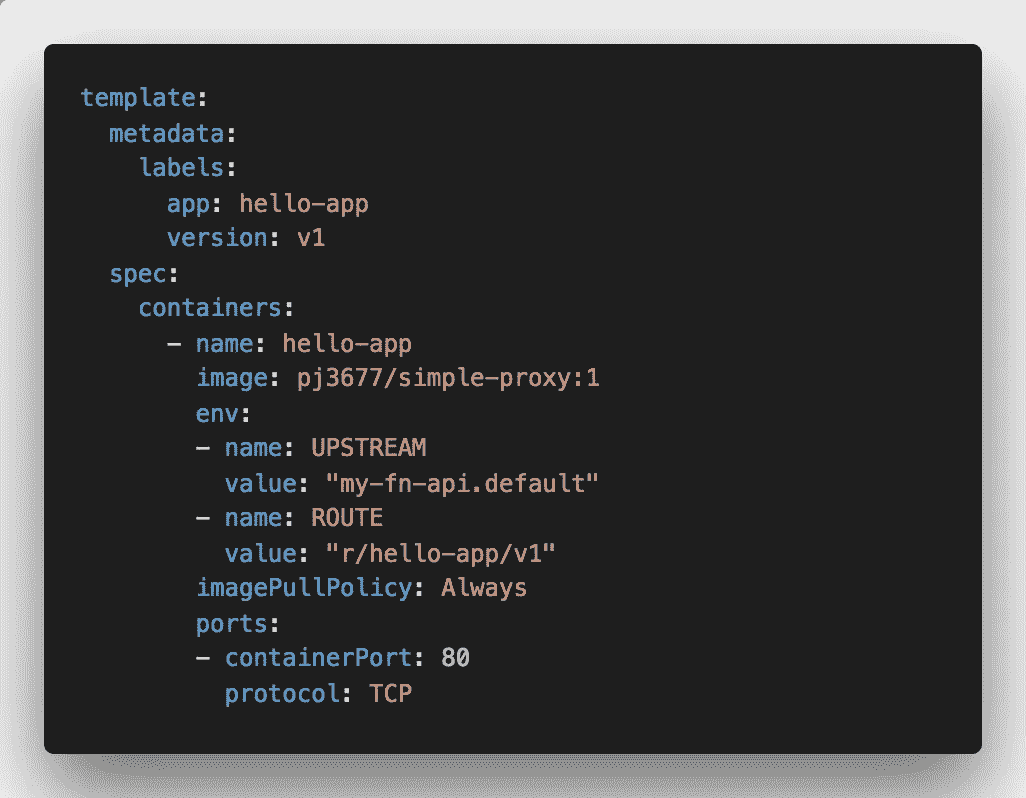 template:
  metadata:
    labels:
      app: hello-app
      version: v1
  spec:
    containers:
      - name: hello-app
        image: pj3677/simple-proxy:1
        env:
        - name: UPSTREAM
          value: "my-fn-api.default"
        - name: ROUTE
          value: "r/hello-app/v1"
        imagePullPolicy: Always
        ports:
        - containerPort: 80
          protocol: TCP